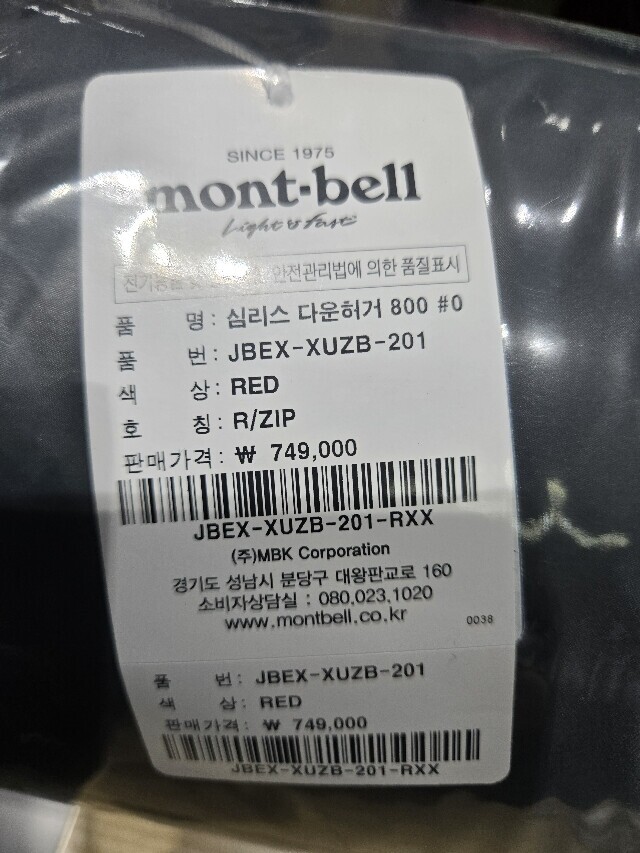 SINCE 1975
mont-bell
Light & Fast
안전관리법에 의한 품질표시
품 명 : 심리스 다운허거 800 #0
품 번 : JBEX-XUZB-201
색 상 : RED
호 칭 : R/ZIP
판매가격 : ₩ 749,000
JBEX-XUZB-201-RXX
(주)MBK Corporation
경기도 성남시 분당구 대왕판교로 160
소비자상담실 : 080.023.1020
www.montbell.co.kr
0038
품 번 : JBEX-XUZB-201
색 상 : RED
판매가격 : ₩ 749,000
JBEX-XUZB-201-RXX